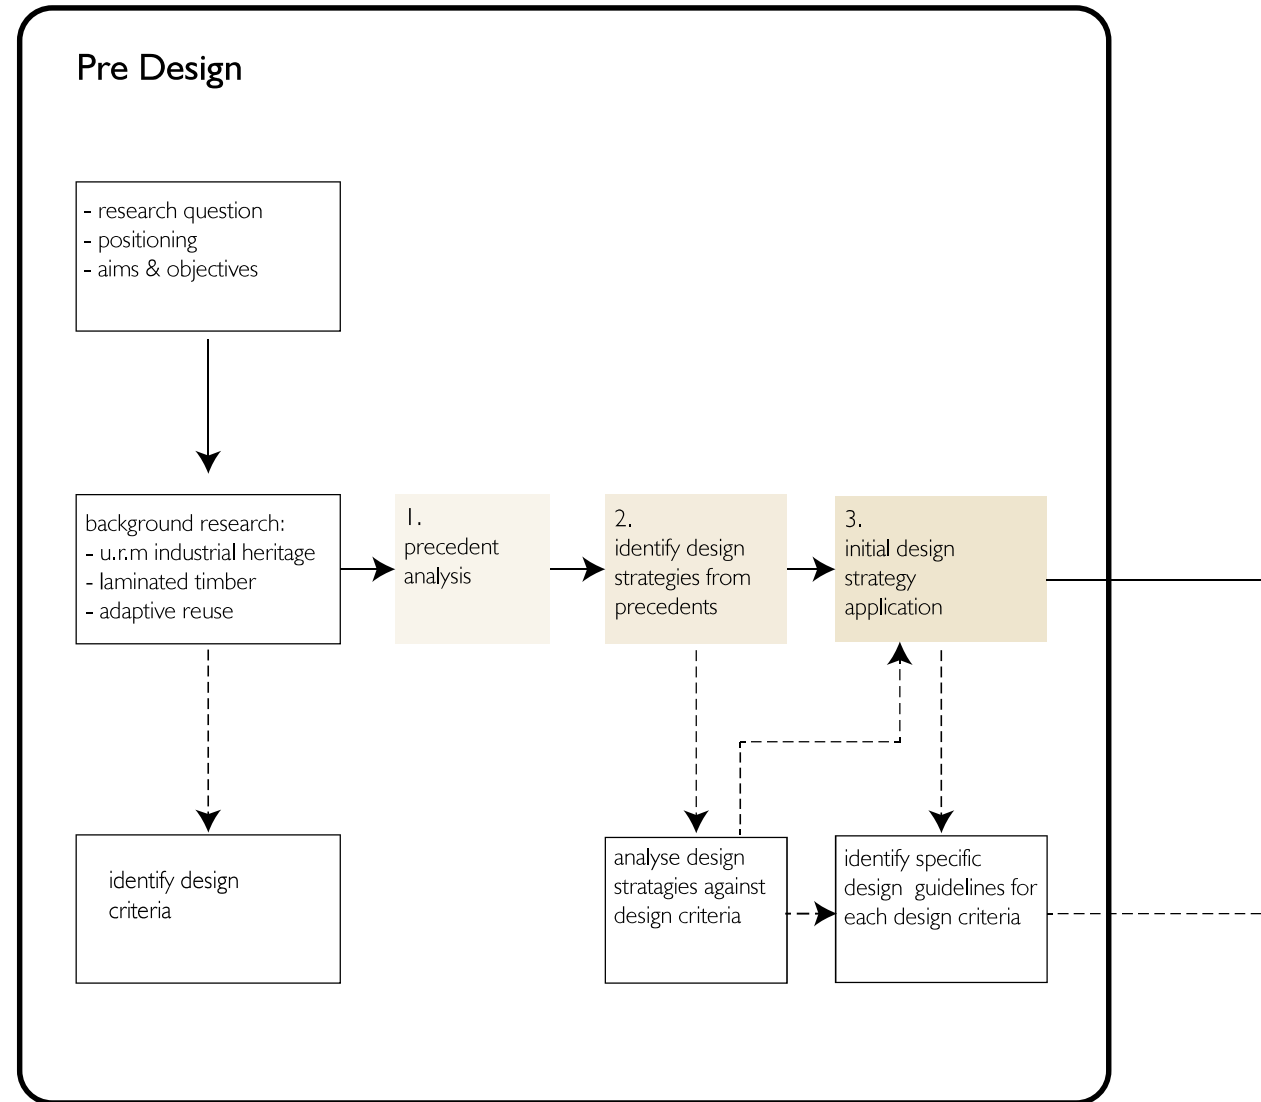 Pre Design
- research question
- positioning
- aims & objectives
background research:
- u.r.m industrial heritage
- laminated timber
- adaptive reuse
1.
precedent
analysis
2.
identify design
strategies from
precedents
3.
initial design
strategy
application
identify design
criteria
analyse design
stratagies against
design criteria
identify specific
design guidelines for
each design criteria